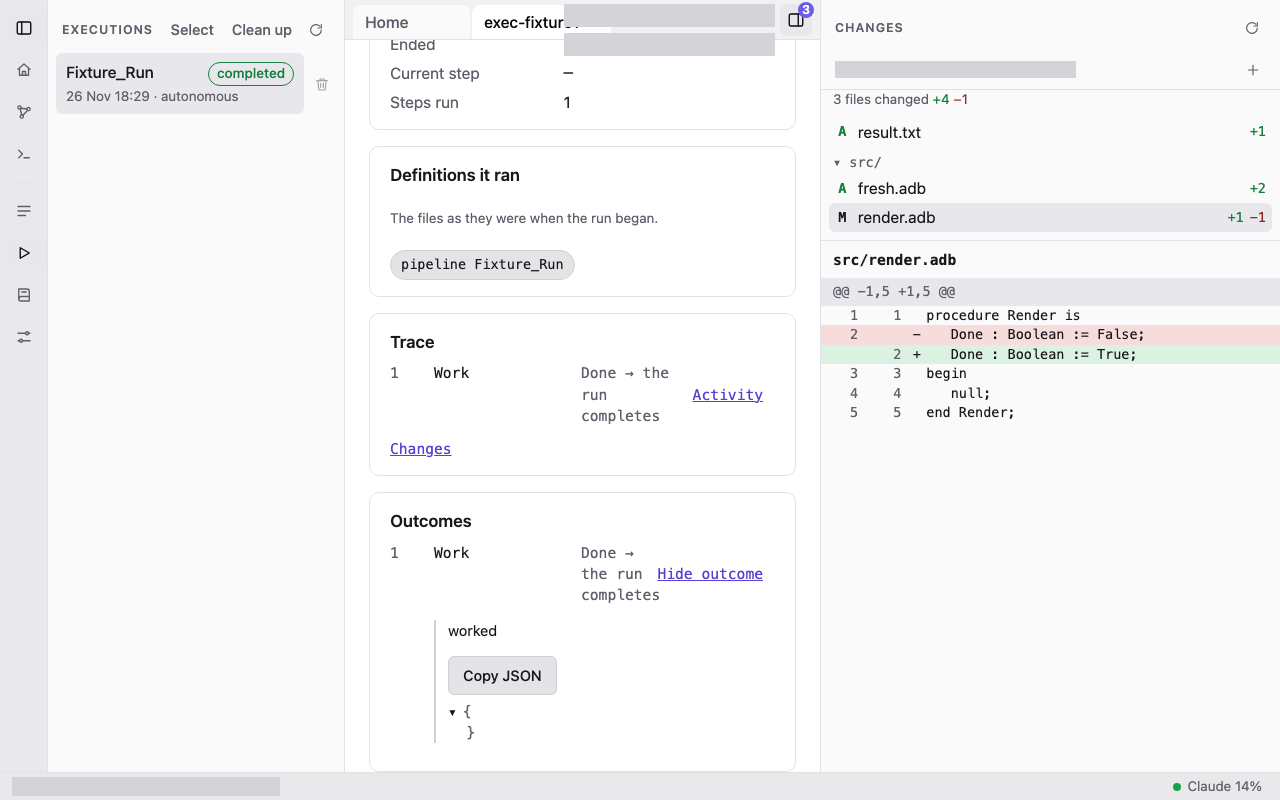 EXECUTIONS Select Clean up
Fixture_Run completed
26 Nov 18:29 · autonomous
Home
3
Ended
Current step –
Steps run 1
Definitions it ran
The files as they were when the run began.
pipeline Fixture_Run
Trace
1 Work Done → the
run Activity
completes
Changes
Outcomes
1 Work Done →
the run Hide outcome
completes
worked
Copy JSON
▾ {
}
CHANGES
+
3 files changed +4 −1
A result.txt +1
▾ src/
A fresh.adb +2
M render.adb +1 −1
src/render.adb
@@ −1,5 +1,5 @@
1 1 procedure Render is
2 − Done : Boolean := False;
2 + Done : Boolean := True;
3 3 begin
4 4 null;
5 5 end Render;
Claude 14%